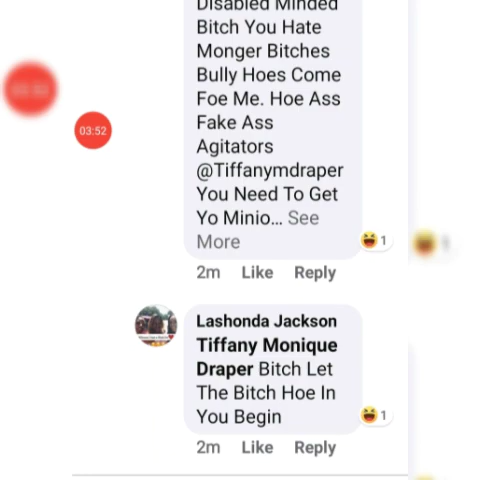 Disabled Minded
Bitch You Hate
Monger Bitches
Bully Hoes Come
Foe Me. Hoe Ass
Fake Ass
Agitators
@Tiffanymdraper
You Need To Get
Yo Minio... See
More
1
03:52
2m Like Reply
Lashonda Jackson
Tiffany Monique
Draper Bitch Let
The Bitch Hoe In
You Begin
1
2m Like Reply